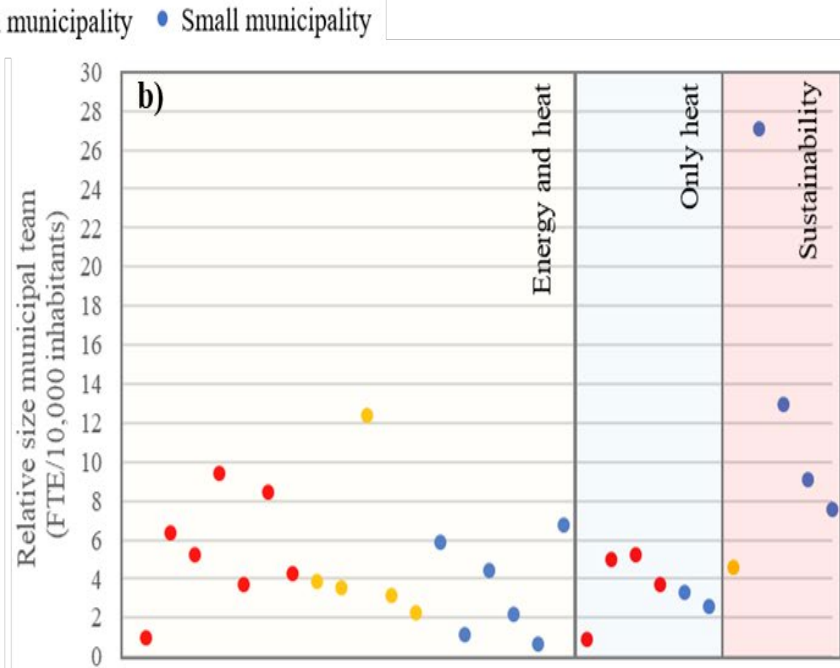 municipality Small municipality
b)
Energy and heat
Only heat
Sustainability
Relative size municipal team
(FTE/10,000 inhabitants)
30
28
26
24
22
20
18
16
14
12
10
8
6
4
2
0